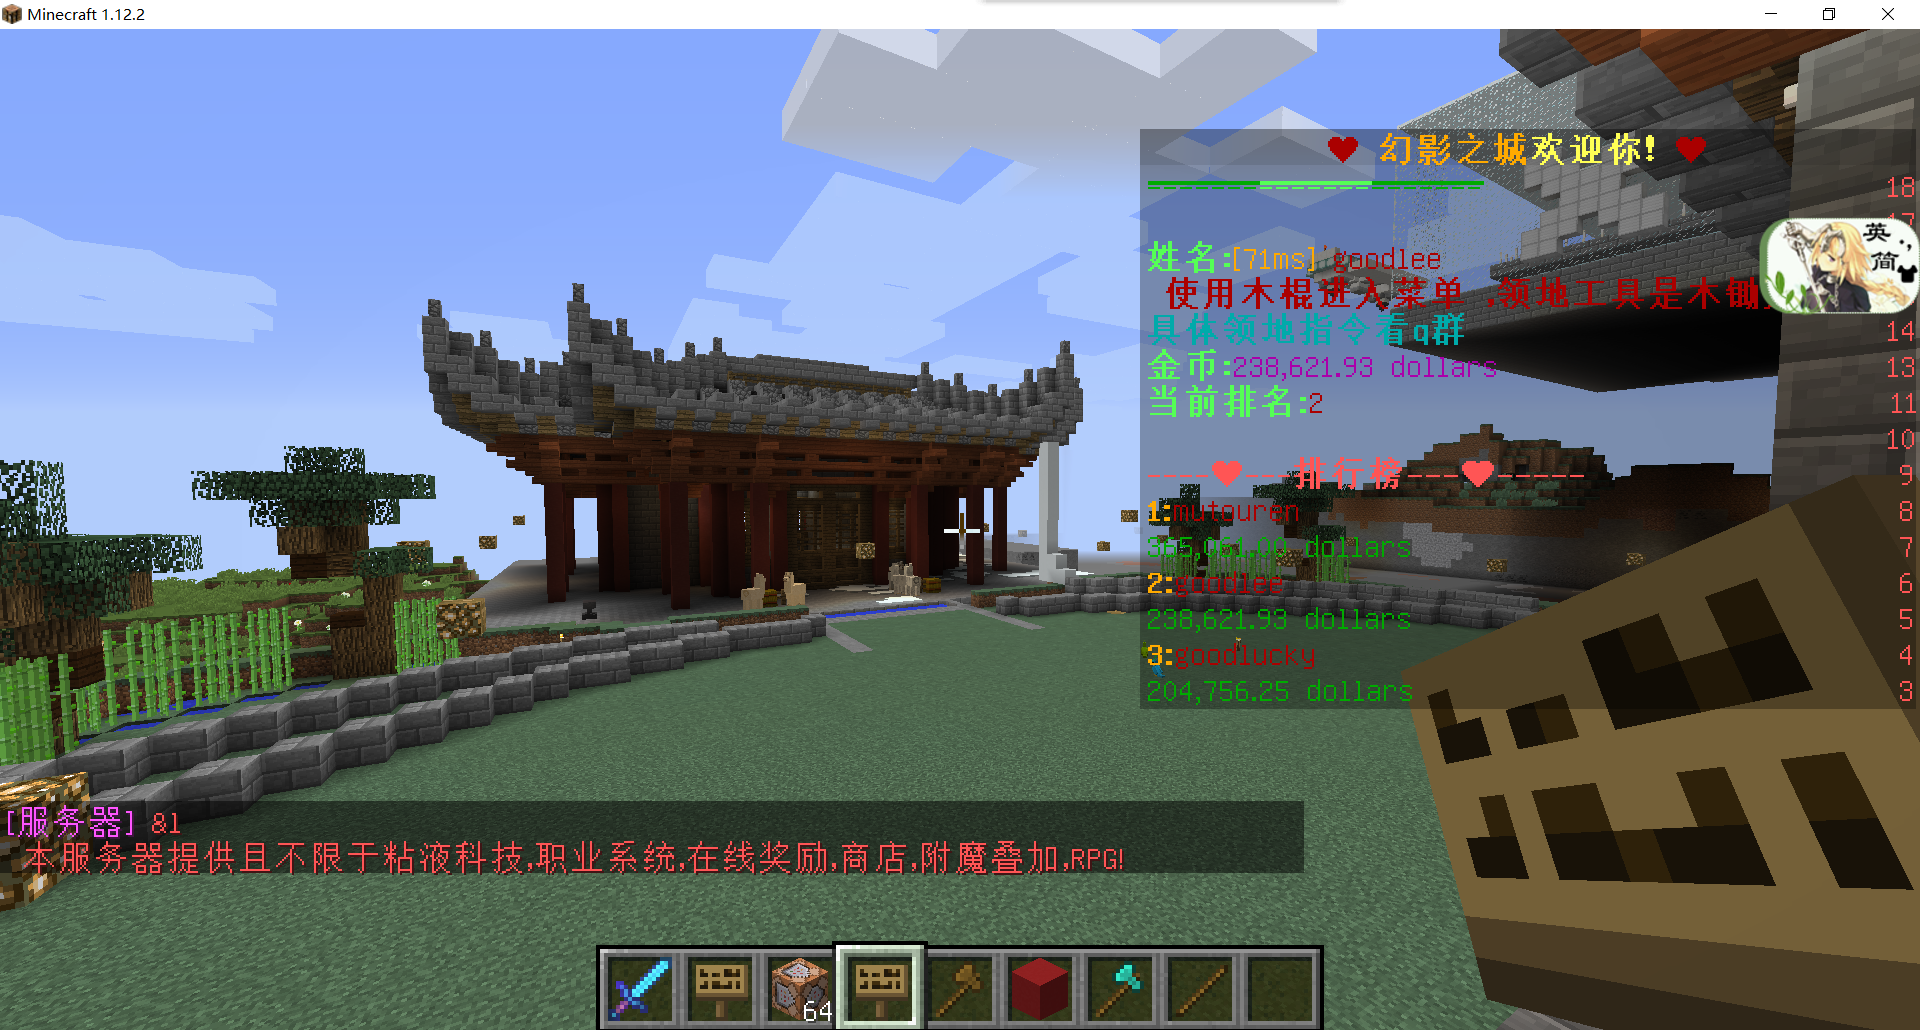 Minecraft 1.12.2
❤ 幻影之城欢迎你! ❤
18
姓名:[71ms] goodlee
使用木棍进入菜单 ,领地工具是木锄
具体领地指令看q群 14
金币:238,621.93 dollars 13
当前排名:2 11
10
----❤---排行榜---❤----- 9
1:mutouren 8
365,061.00 dollars 7
2:goodlee 6
238,621.93 dollars 5
3:goodlucky 4
204,756.25 dollars 3
英 ·,
简
[服务器] &l
本服务器提供且不限于粘液科技,职业系统,在线奖励,商店,附魔叠加,RPG!
64